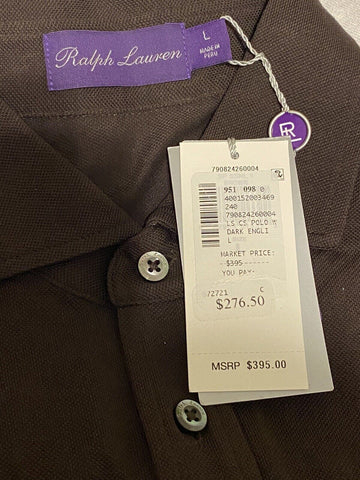 Ralph Lauren
L
MADE IN
PERU
RL
790824260004
951 098 0
400152003469
240
790824260004
LS CS POLO K
DARK ENGLI
L
MARKET PRICE:
$395
YOU PAY:
72721 C
$276.50
MSRP $395.00